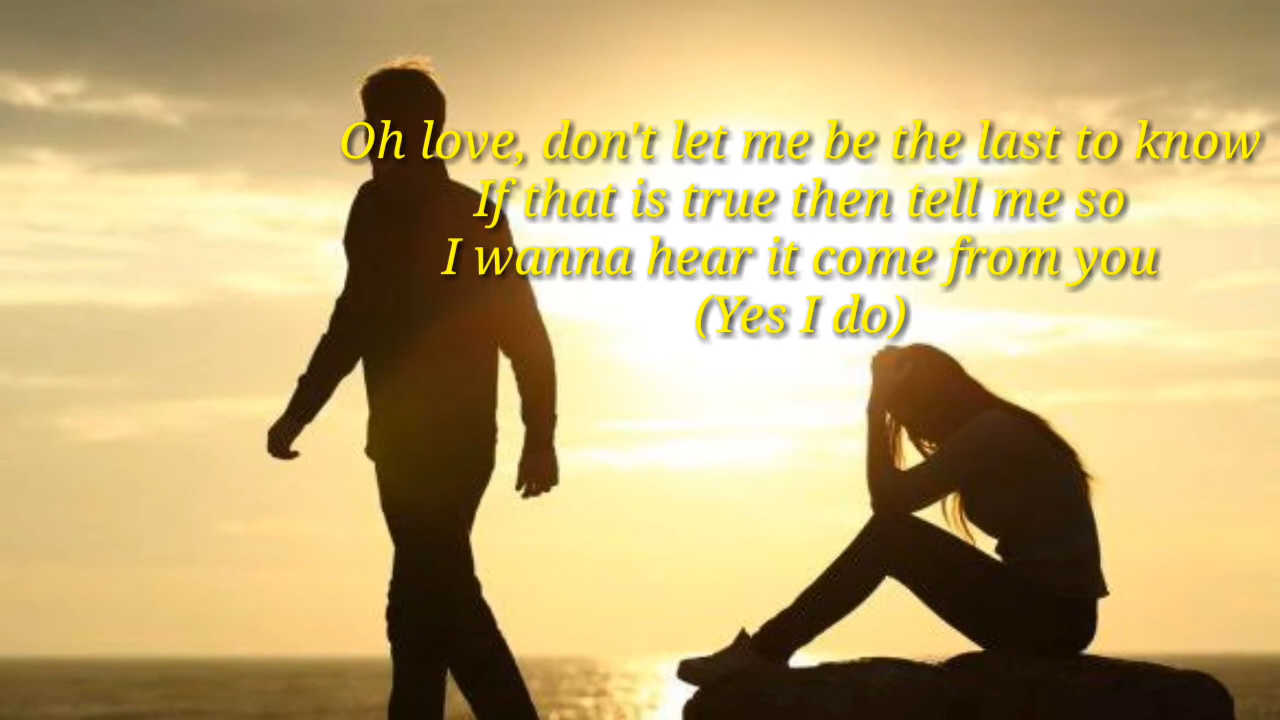 Oh love, don't let me be the last to know
If that is true then tell me so
I wanna hear it come from you
(Yes I do)